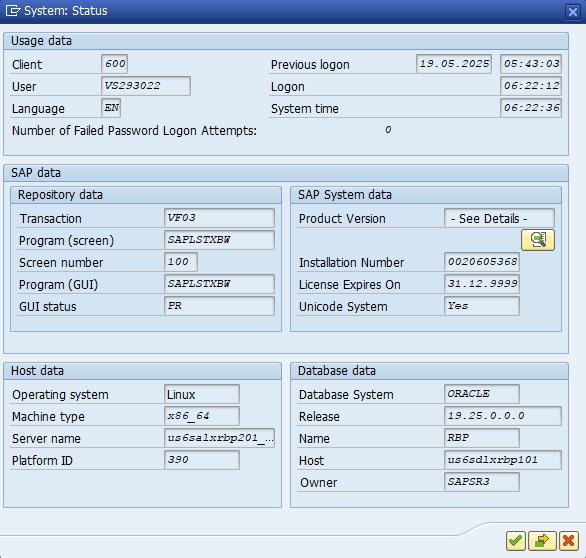 System: Status
Usage data
Client 600 Previous logon 19.05.2025 05:43:03
User VS293022 Logon 06:22:12
Language EN System time 06:22:36
Number of Failed Password Logon Attempts: 0
SAP data
Repository data
Transaction VF03
Program (screen) SAPLSTXBW
Screen number 100
Program (GUI) SAPLSTXBW
GUI status PR
SAP System data
Product Version - See Details -
Installation Number 0020605368
License Expires On 31.12.9999
Unicode System Yes
Host data
Operating system Linux
Machine type x86_64
Server name us6salxrbp201_...
Platform ID 390
Database data
Database System ORACLE
Release 19.25.0.0.0
Name RBP
Host us6sdlxrbp101
Owner SAPSR3